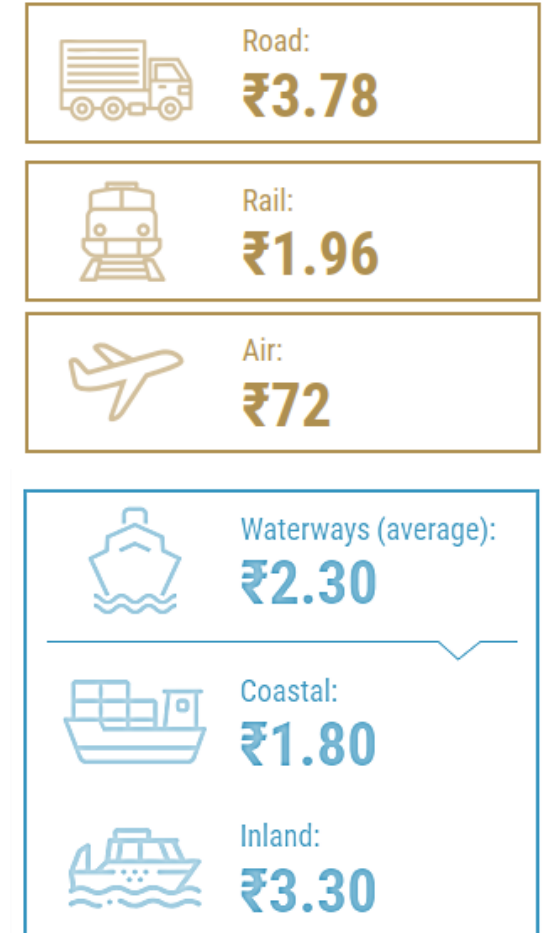 Road:
₹3.78
Rail:
₹1.96
Air:
₹72
Waterways (average):
₹2.30
Coastal:
₹1.80
Inland:
₹3.30